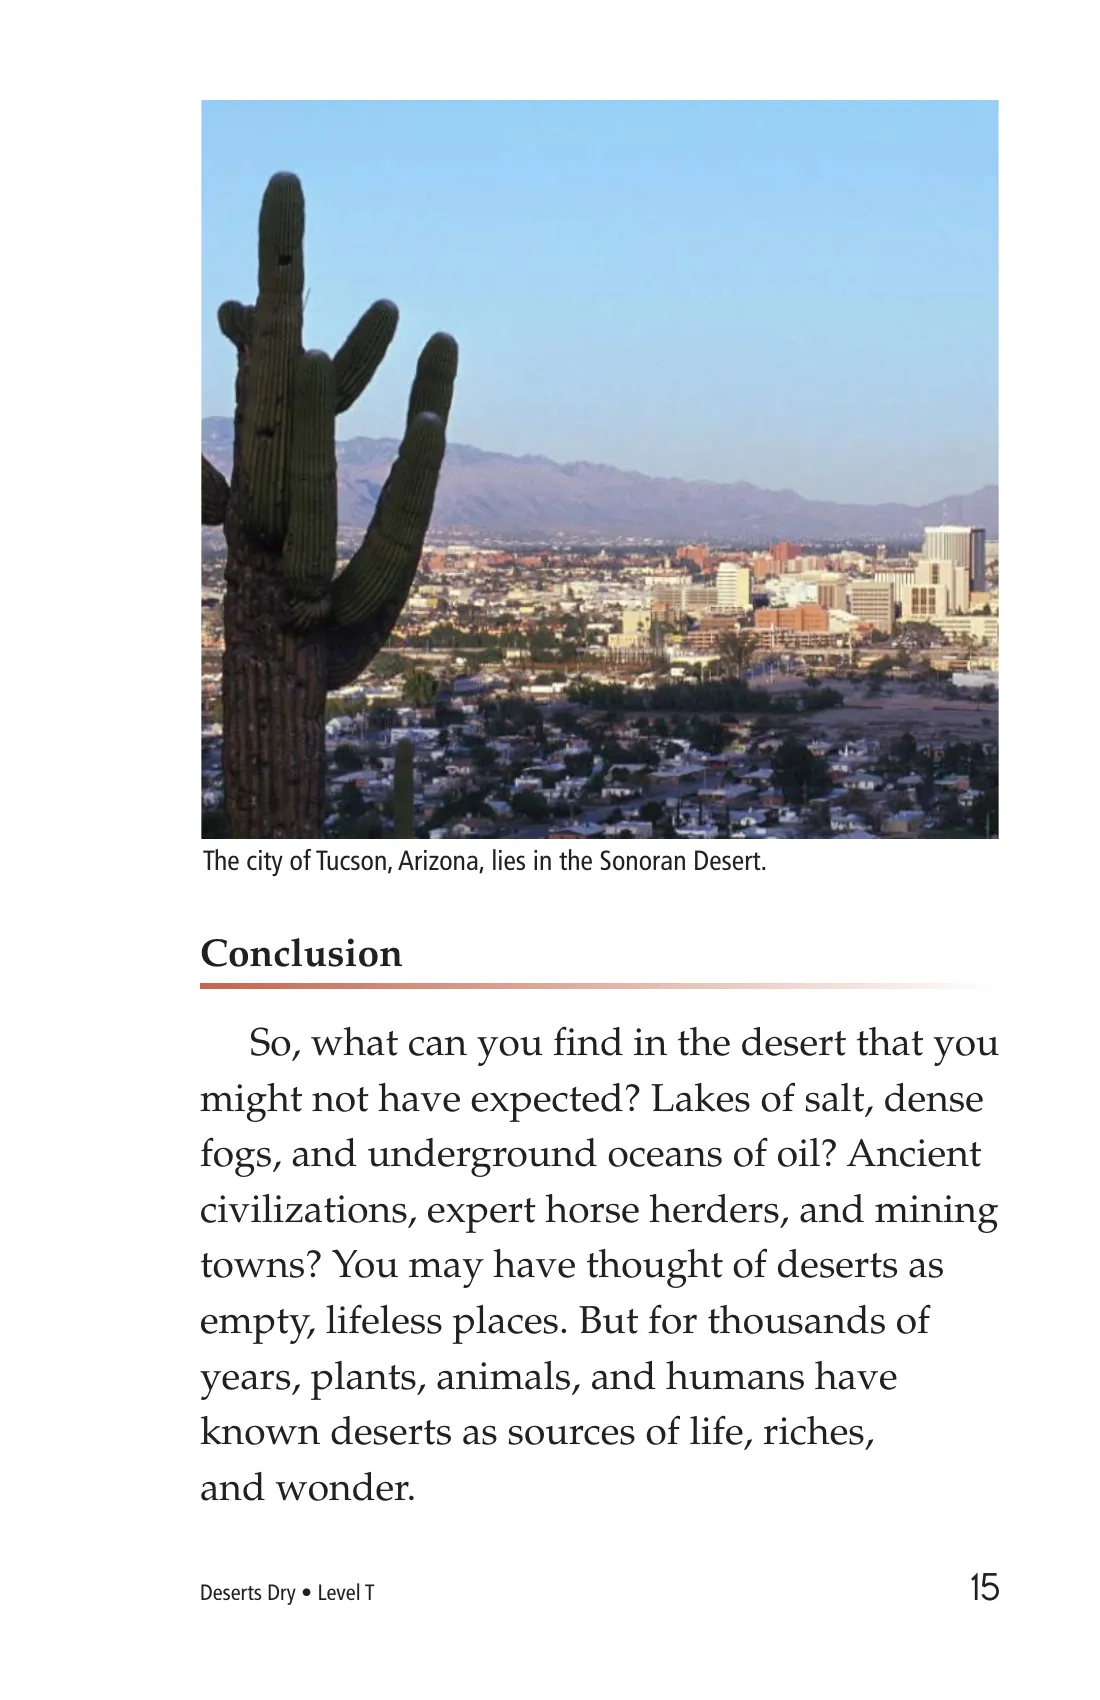 The city of Tucson, Arizona, lies in the Sonoran Desert.
Conclusion
So, what can you find in the desert that you
might not have expected? Lakes of salt, dense
fogs, and underground oceans of oil? Ancient
civilizations, expert horse herders, and mining
towns? You may have thought of deserts as
empty, lifeless places. But for thousands of
years, plants, animals, and humans have
known deserts as sources of life, riches,
and wonder.
Deserts Dry • Level T 15